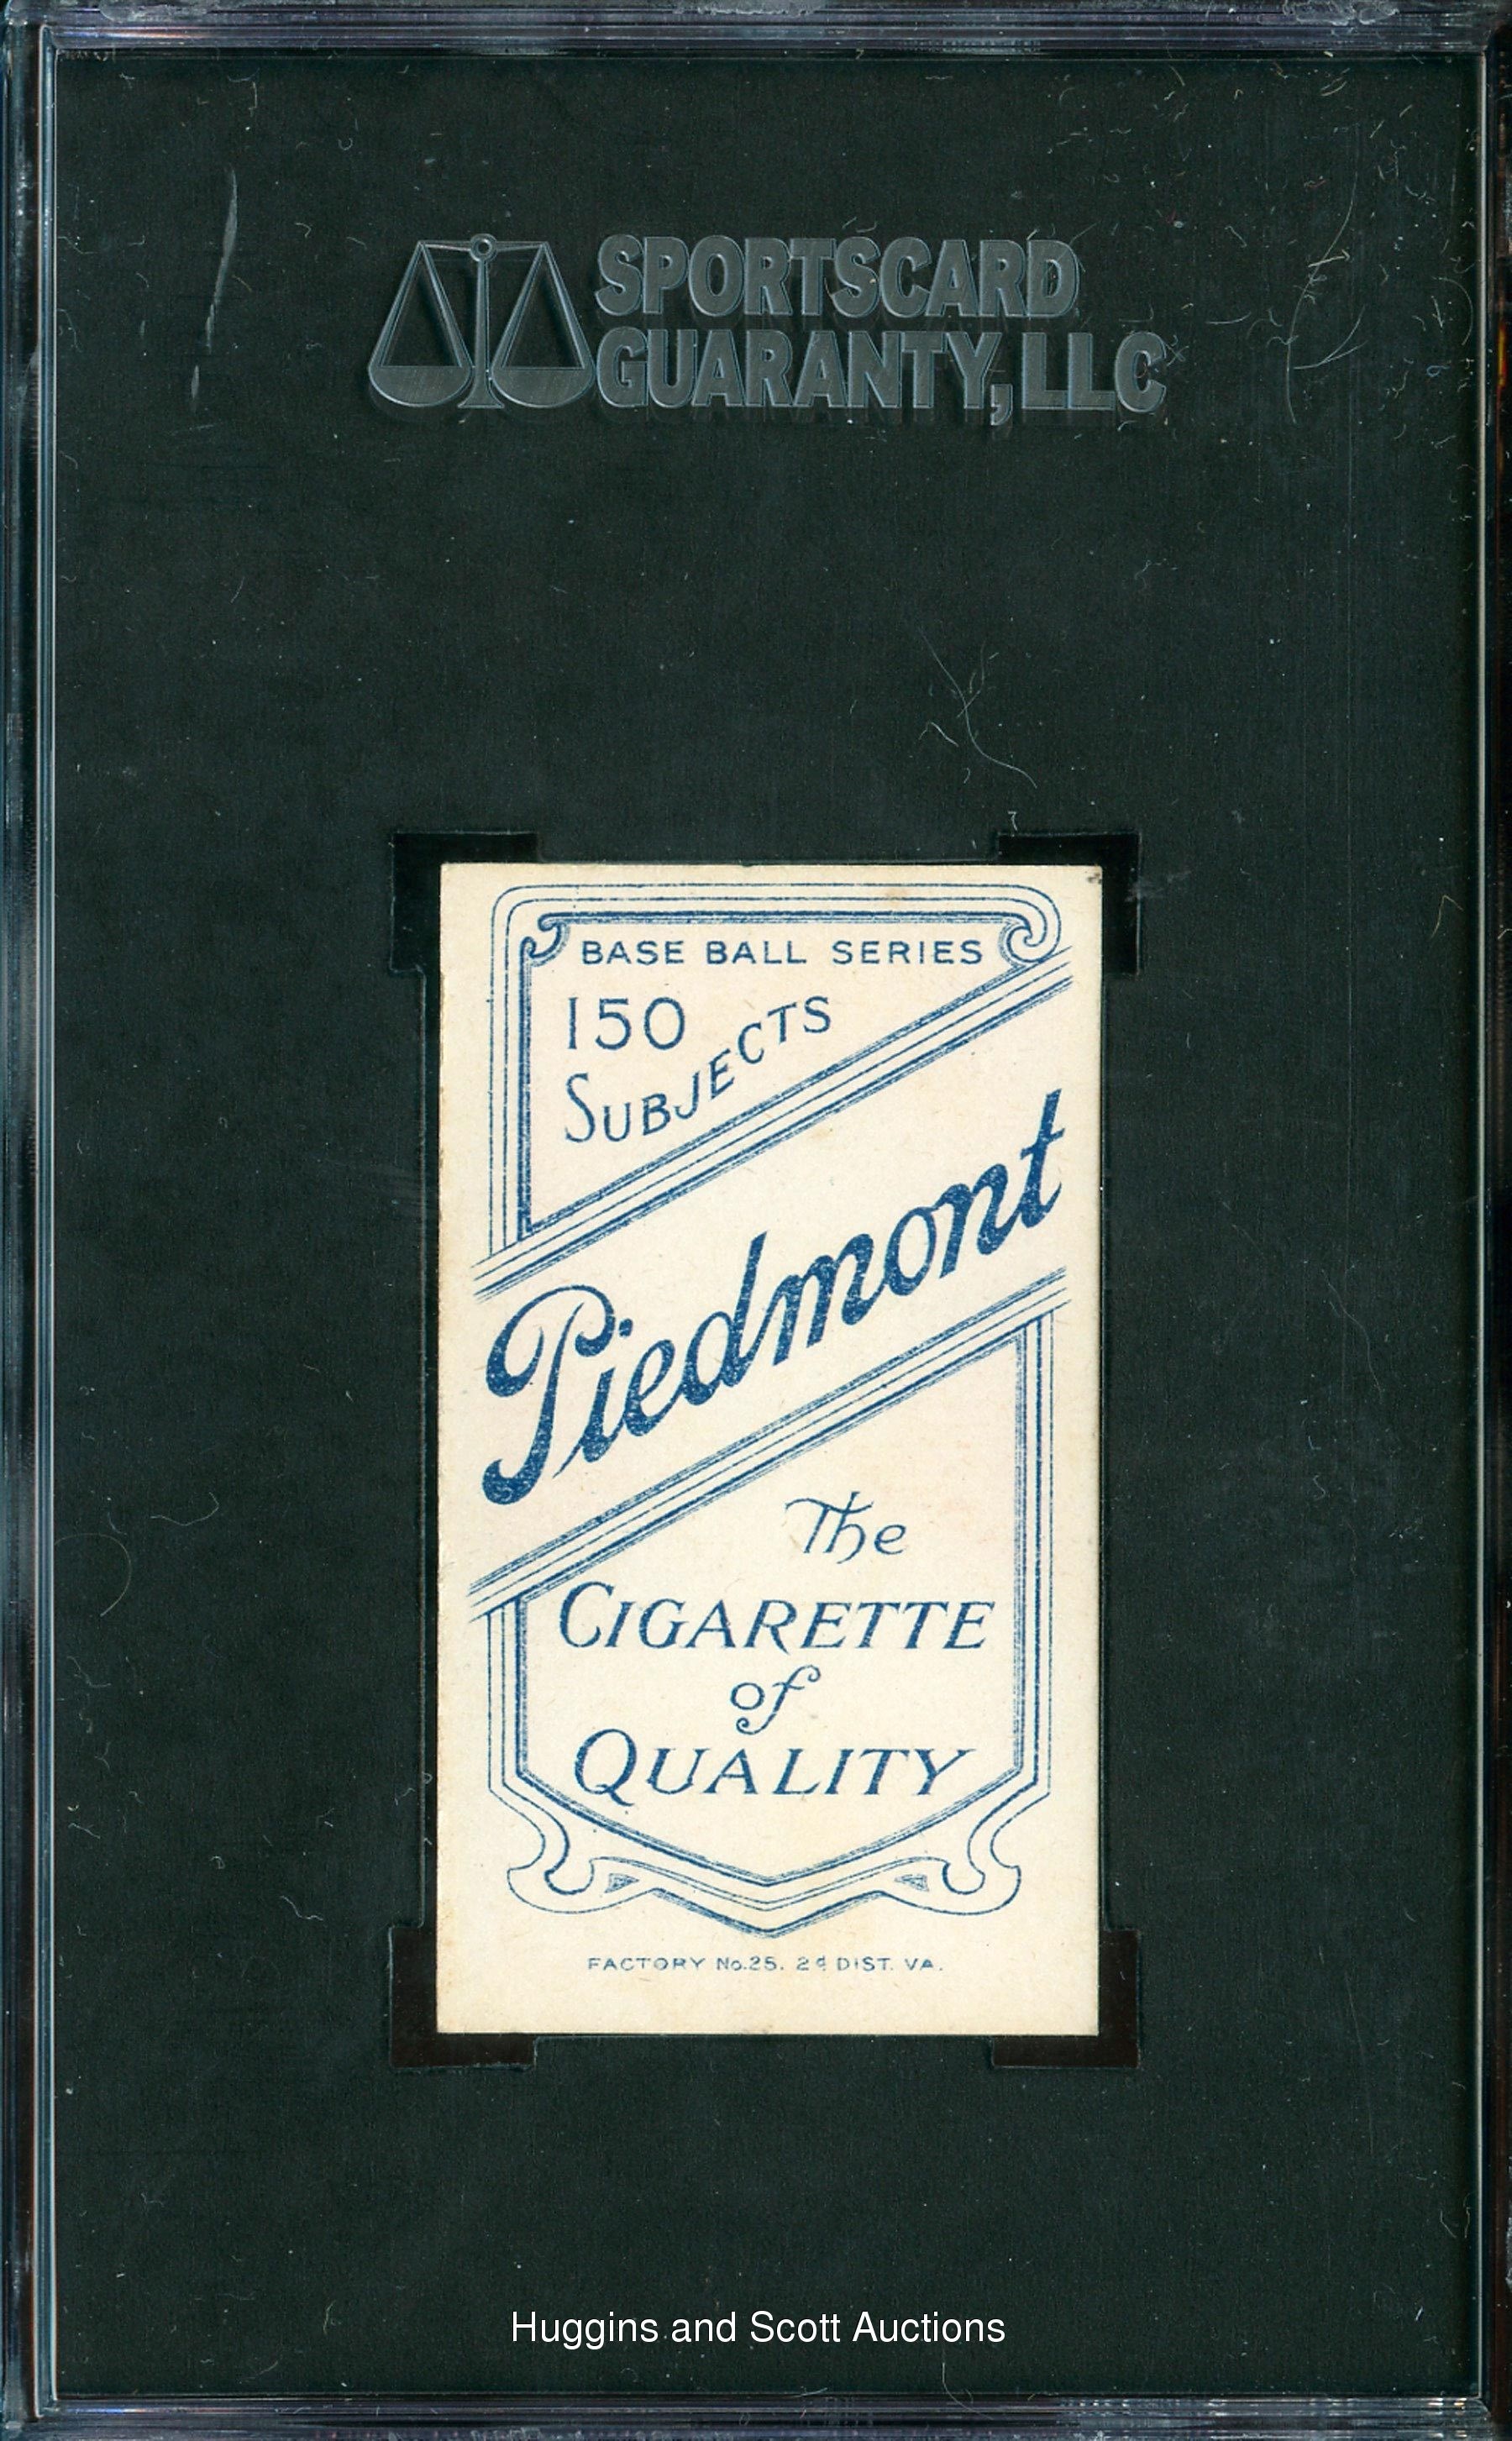 SPORTSCARD
GUARANTY, LLC
BASE BALL SERIES
150
SUBJECTS
Piedmont
The
CIGARETTE
of
QUALITY
FACTORY No.25. 2d DIST. VA.
Huggins and Scott Auctions